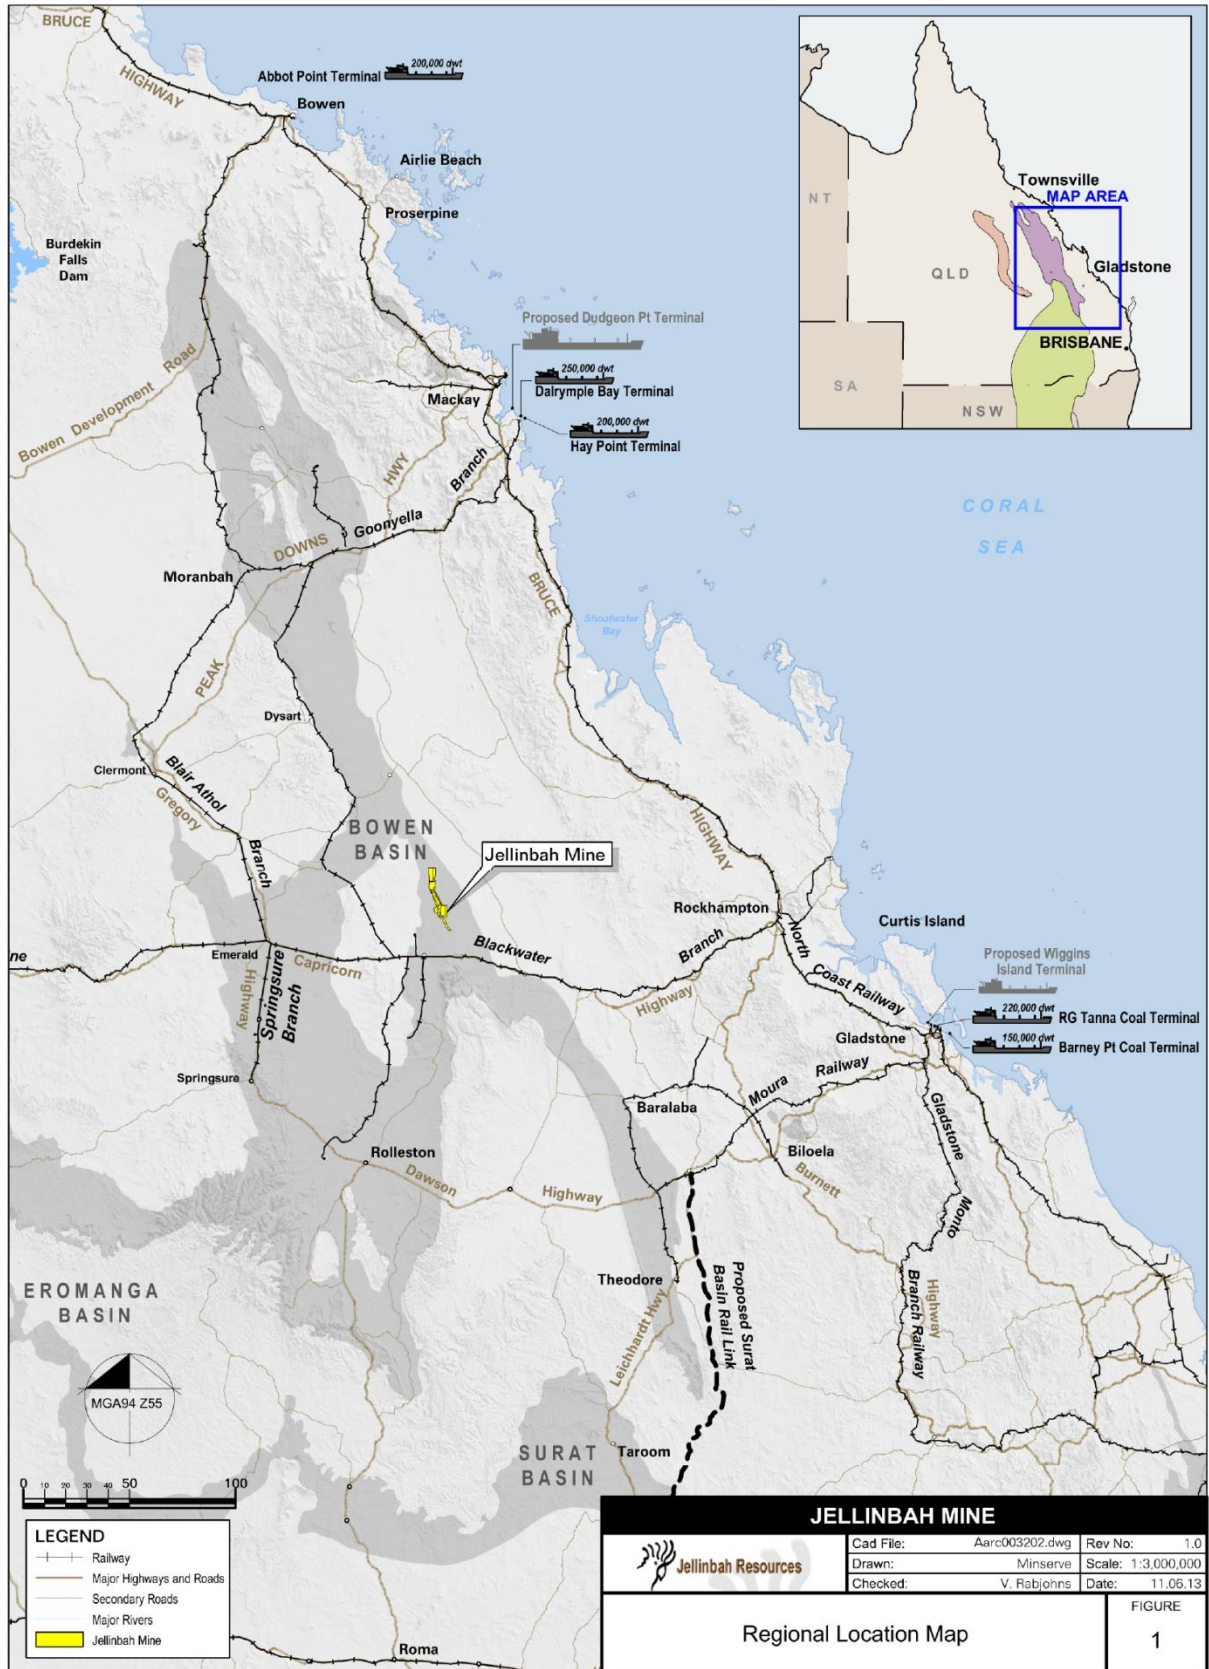 BRUCE
HIGHWAY
Abbot Point Terminal
200,000 dwt
Bowen
Airlie Beach
Proserpine
Burdekin
Falls
Dam
Townsville
MAP AREA
NT
QLD
Gladstone
BRISBANE
SA
NSW
Proposed Dudgeon Pt Terminal
250,000 dwt
Dalrymple Bay Terminal
Mackay
200,000 dwt
Hay Point Terminal
Bowen Development Road
HWY
Branch
Goonyella
DOWNS
CORAL
SEA
Moranbah
BRUCE
Shoalwater
Bay
PEAK
Dysart
Clermont
Blair Athol
Gregory
Branch
BOWEN
BASIN
Jellinbah Mine
HIGHWAY
Rockhampton
Curtis Island
ne
Emerald
Capricorn
Blackwater
Branch
Highway
North
Coast Railway
Proposed Wiggins
Island Terminal
220,000 dwt
RG Tanna Coal Terminal
Gladstone
150,000 dwt
Barney Pt Coal Terminal
Highway
Springsure
Branch
Springsure
Moura
Railway
Baralaba
Gladstone
Rolleston
Biloela
Dawson
Highway
Burnett
Monto
Theodore
Proposed Surat
Basin Rail Link
Highway
Branch Railway
EROMANGA
BASIN
Leichhardt Hwy
MGA94 Z55
SURAT
BASIN
Taroom
0 10 20 30 40 50 100
LEGEND
Railway
Major Highways and Roads
Secondary Roads
Major Rivers
Jellinbah Mine
Roma
JELLINBAH MINE
Jellinbah Resources
Cad File: Aarc003202.dwg Rev No: 1.0
Drawn: Minserve Scale: 1:3,000,000
Checked: V. Rabjohns Date: 11.06.13
Regional Location Map
FIGURE
1